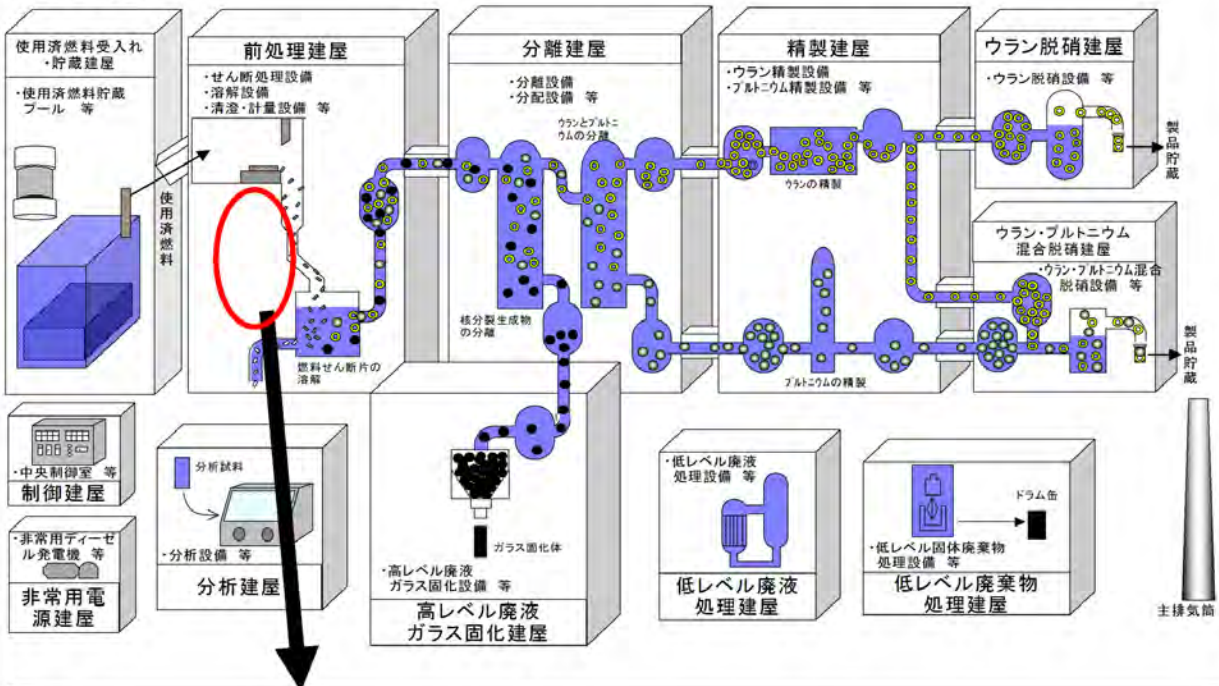 使用済燃料受入れ
・貯蔵建屋
・使用済燃料貯蔵
プール 等
使用済燃料
前処理建屋
・せん断処理設備
・溶解設備
・清澄・計量設備 等
燃料せん断片の
溶解
分離建屋
・分離設備
・分配設備 等
ウランとプルトニ
ウムの分離
核分裂生成物
の分離
精製建屋
・ウラン精製設備
・プルトニウム精製設備 等
ウランの精製
プルトニウムの精製
ウラン脱硝建屋
・ウラン脱硝設備 等
製品貯蔵
ウラン・プルトニウム
混合脱硝建屋
・ウラン・プルトニウム混合
脱硝設備 等
製品貯蔵
・中央制御室 等
制御建屋
・非常用ディーゼ
ル発電機 等
非常用電
源建屋
分析試料
・分析設備 等
分析建屋
ガラス固化体
・高レベル廃液
ガラス固化設備 等
高レベル廃液
ガラス固化建屋
・低レベル廃液
処理設備 等
低レベル廃液
処理建屋
ドラム缶
・低レベル固体廃棄物
処理設備 等
低レベル廃棄物
処理建屋
主排気筒